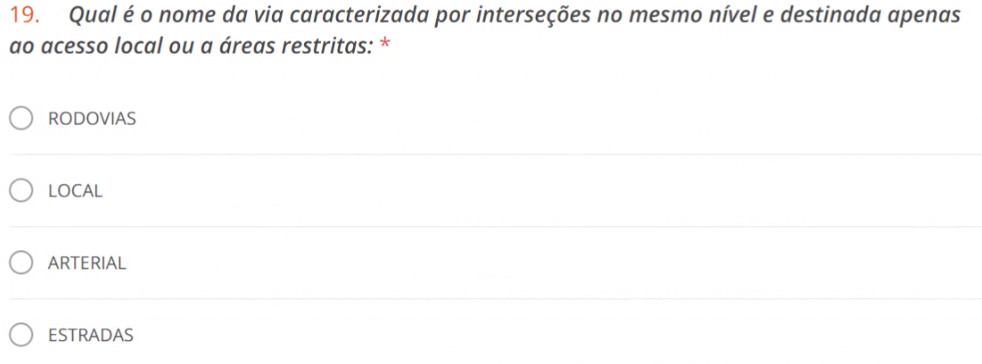 19. Qual é o nome da via caracterizada por interseções no mesmo nível e destinada apenas
ao acesso local ou a áreas restritas: *
RODOVIAS
LOCAL
ARTERIAL
ESTRADAS